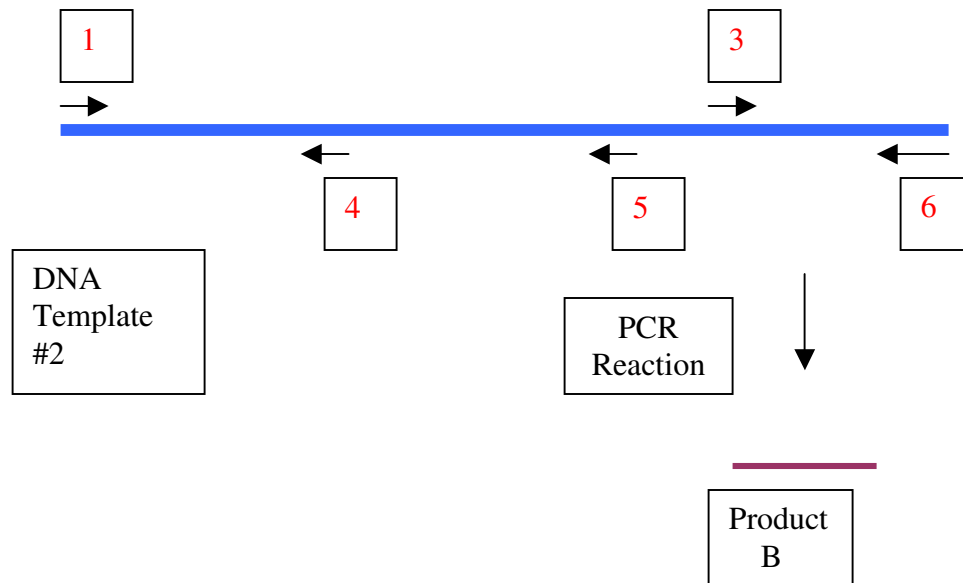 1
3
4
5
6
DNA
Template
#2
PCR
Reaction
Product
B